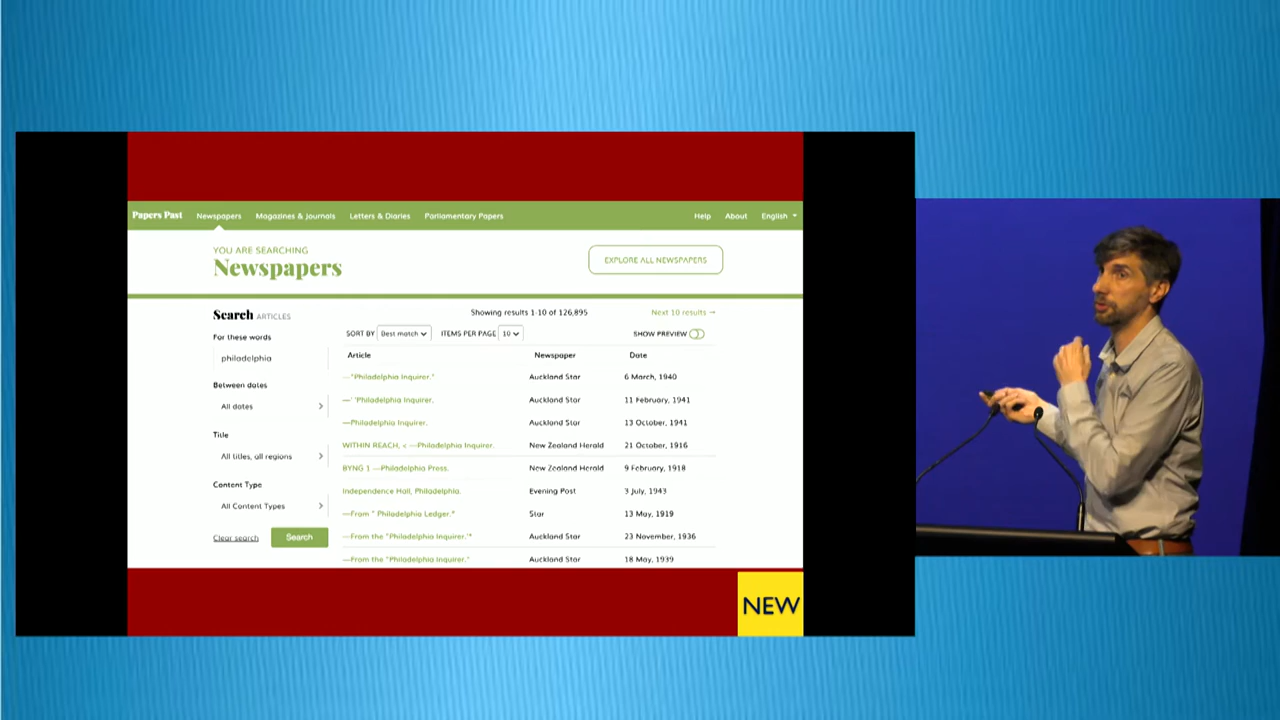 Papers Past Newspapers Magazines & Journals Letters & Diaries Parliamentary Papers Help About English
YOU ARE SEARCHING
Newspapers
EXPLORE ALL NEWSPAPERS
Search ARTICLES
Showing results 1-10 of 126,895
Next 10 results →
For these words
SORT BY Best match ITEMS PER PAGE 10
SHOW PREVIEW
philadelphia
Article Newspaper Date
—"Philadelphia Inquirer." Auckland Star 6 March, 1940
Between dates
—' 'Philadelphia Inquirer. Auckland Star 11 February, 1941
All dates
—Philadelphia Inquirer. Auckland Star 13 October, 1941
Title
WITHIN REACH, < —Philadelphia Inquirer. New Zealand Herald 21 October, 1916
All titles, all regions
BYNG 1 —Philadelphia Press. New Zealand Herald 9 February, 1918
Content Type
Independence Hall, Philadelphia. Evening Post 3 July, 1943
All Content Types
—From " Philadelphia Ledger." Star 13 May, 1919
Clear search Search
—From the "Philadelphia Inquirer.'" Auckland Star 23 November, 1936
—From the "Philadelphia Inquirer." Auckland Star 18 May, 1939
NEW